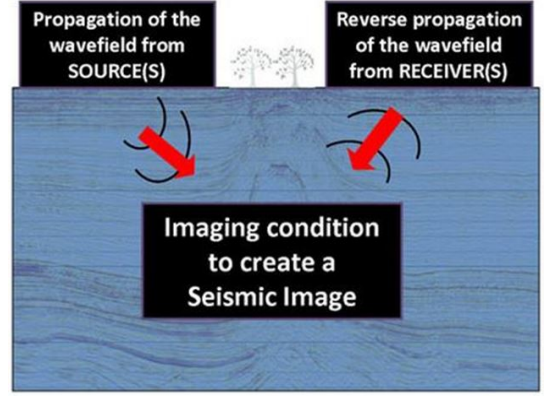 Propagation of the
wavefield from
SOURCE(S)
Reverse propagation
of the wavefield
from RECEIVER(S)
Imaging condition
to create a
Seismic Image